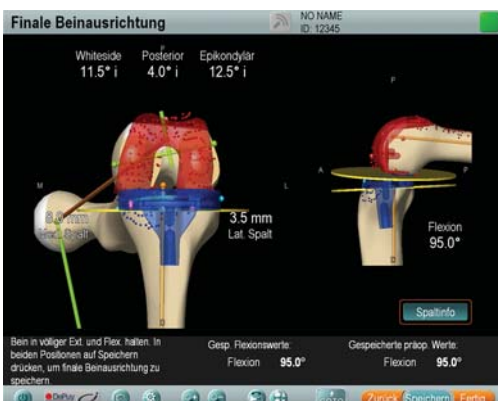 Finale Beinausrichtung
NO NAME
ID: 12345
Whiteside Posterior Epikondylär
11.5° i 4.0° i 12.5° i
P
P
M
L
A
P
3.5 mm
Lat. Spalt
Flexion
95.0°
Spaltinfo
Bein in völliger Ext. und Flex. halten. In
beiden Positionen auf Speichern
drücken, um finale Beinausrichtung zu
speichern.
Gesp. Flexionswerte:
Flexion 95.0°
Gespeicherte präop. Werte:
Flexion 95.0°
DePuy
Zurück Speichern Fertig